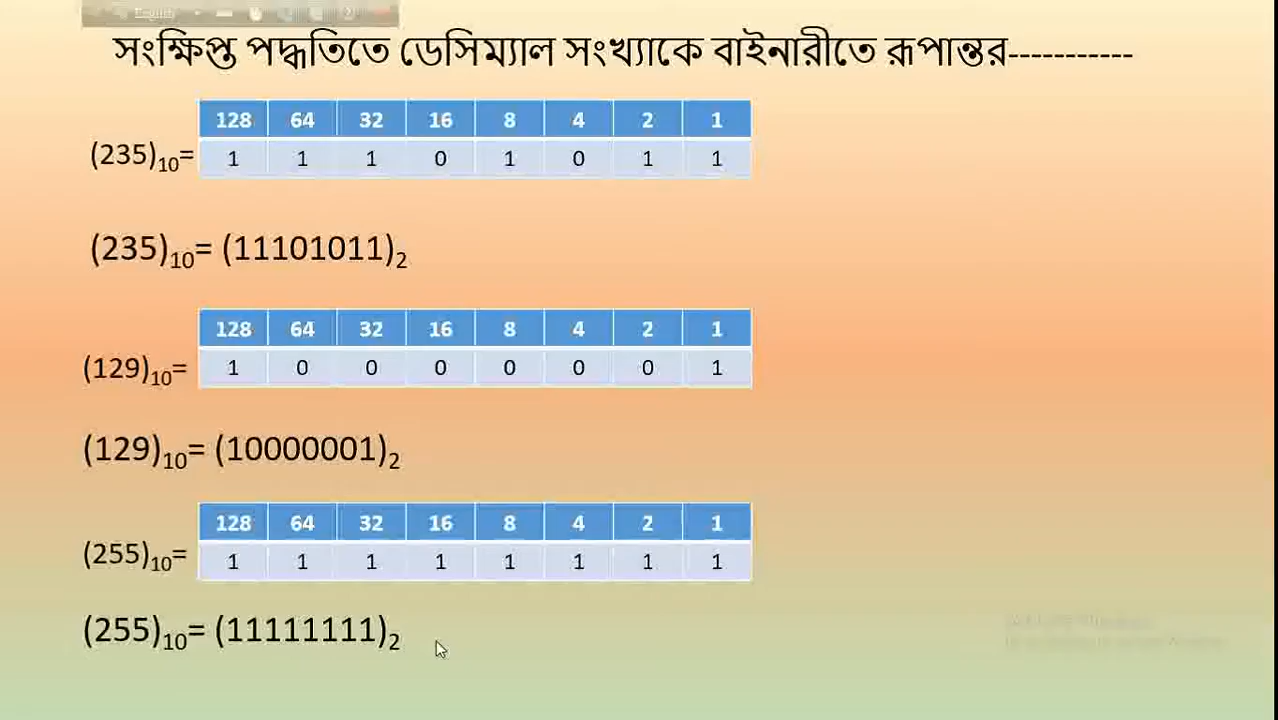 English
সংক্ষিপ্ত পদ্ধতিতে ডেসিম্যাল সংখ্যাকে বাইনারীতে রূপান্তর-----------
128 64 32 16 8 4 2 1
(235)₁₀= 1 1 1 0 1 0 1 1
(235)₁₀= (11101011)₂
128 64 32 16 8 4 2 1
(129)₁₀= 1 0 0 0 0 0 0 1
(129)₁₀= (10000001)₂
128 64 32 16 8 4 2 1
(255)₁₀= 1 1 1 1 1 1 1 1
(255)₁₀= (11111111)₂